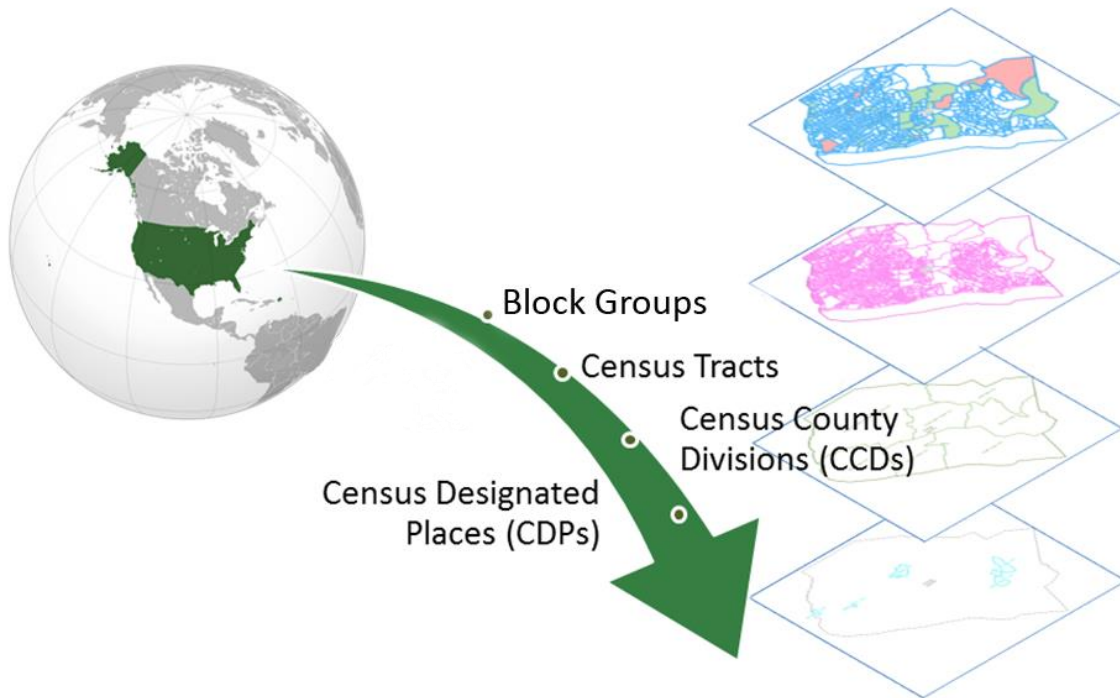 Block Groups
Census Tracts
Census County
Divisions (CCDs)
Census Designated
Places (CDPs)